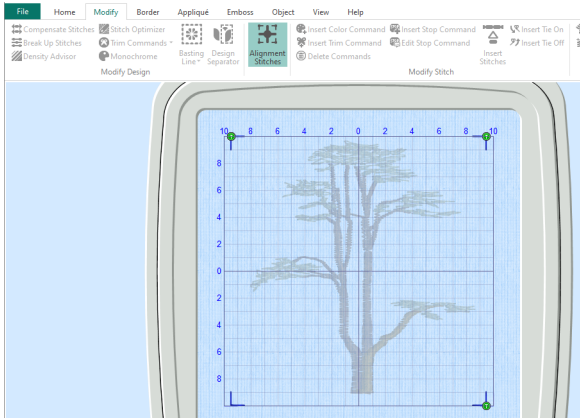 File Home Modify Border Appliqué Emboss Object View Help
Compensate Stitches Stitch Optimizer Insert Color Command Insert Stop Command Insert Tie On
Break Up Stitches Trim Commands Insert Trim Command Edit Stop Command Insert Tie Off
Density Advisor Monochrome Basting Line Design Separator Alignment Stitches Delete Commands Insert Stitches
Modify Design Modify Stitch
10 8 6 4 2 0 2 4 6 8 10
8
6
4
2
0
2
4
6
8